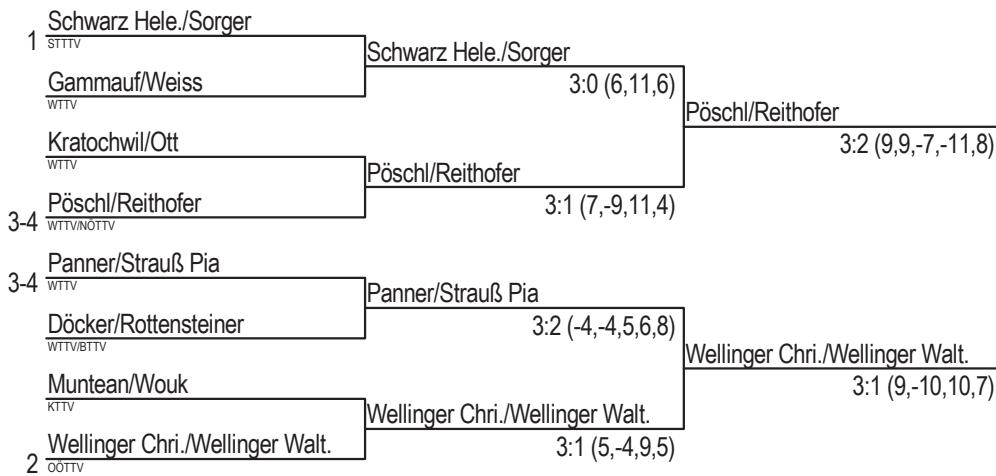 1 Schwarz Hele./Sorger
STTTV
Gammauf/Weiss
WTTV
Kratochwil/Ott
WTTV
3-4 Pöschl/Reithofer
WTTV/NÖTTV
3-4 Panner/Strauß Pia
WTTV
Döcker/Rottensteiner
WTTV/BTTV
Muntean/Wouk
KTTV
2 Wellinger Chri./Wellinger Walt.
OÖTTV
Schwarz Hele./Sorger
3:0 (6,11,6)
Pöschl/Reithofer
3:1 (7,-9,11,4)
Panner/Strauß Pia
3:2 (-4,-4,5,6,8)
Wellinger Chri./Wellinger Walt.
3:1 (5,-4,9,5)
Pöschl/Reithofer
3:2 (9,9,-7,-11,8)
Wellinger Chri./Wellinger Walt.
3:1 (9,-10,10,7)